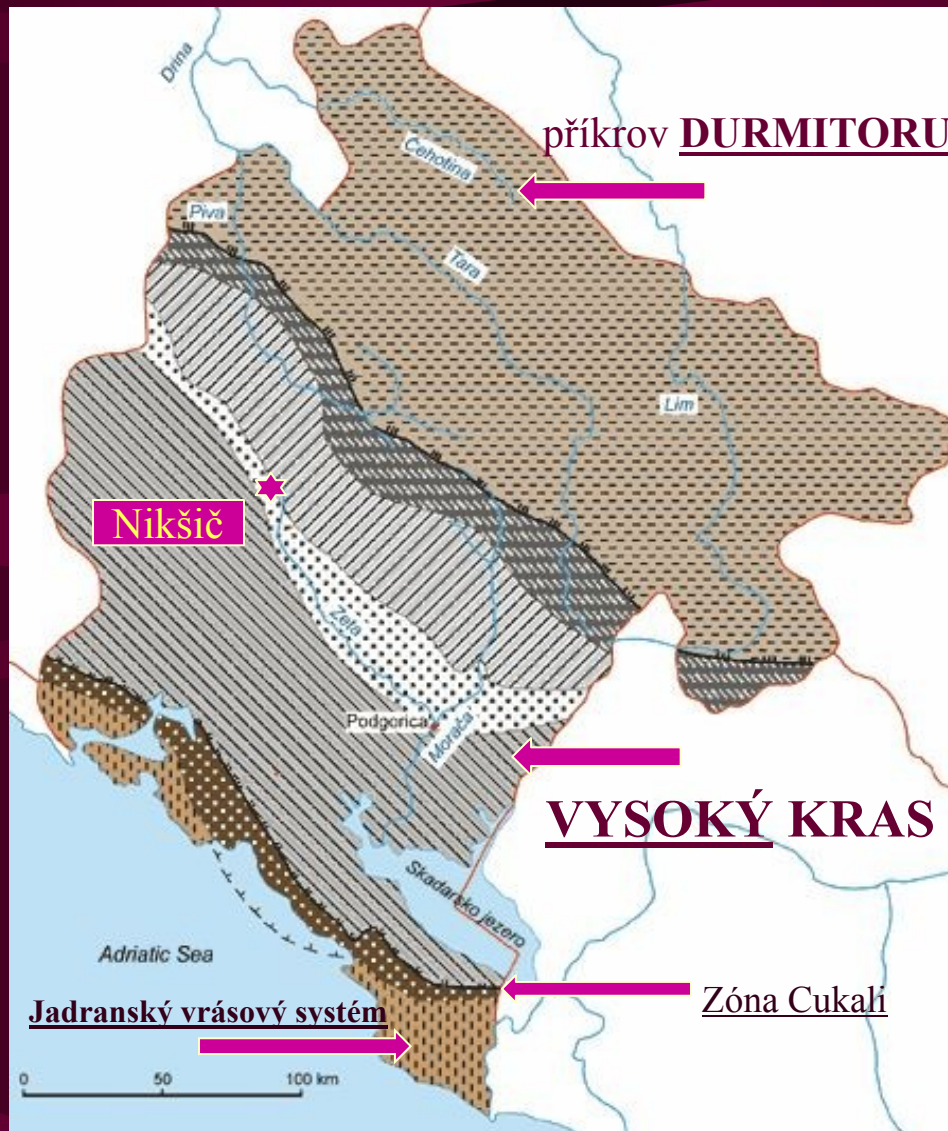 Drina
příkrov DURMITORU
Ćehotina
Piva
Tara
Lim
Nikšič
Zeta
Podgorica
Morača
VYSOKÝ KRAS
Skadarsko jezero
Adriatic Sea
Zóna Cukali
Jadranský vrásový systém
0 50 100 km